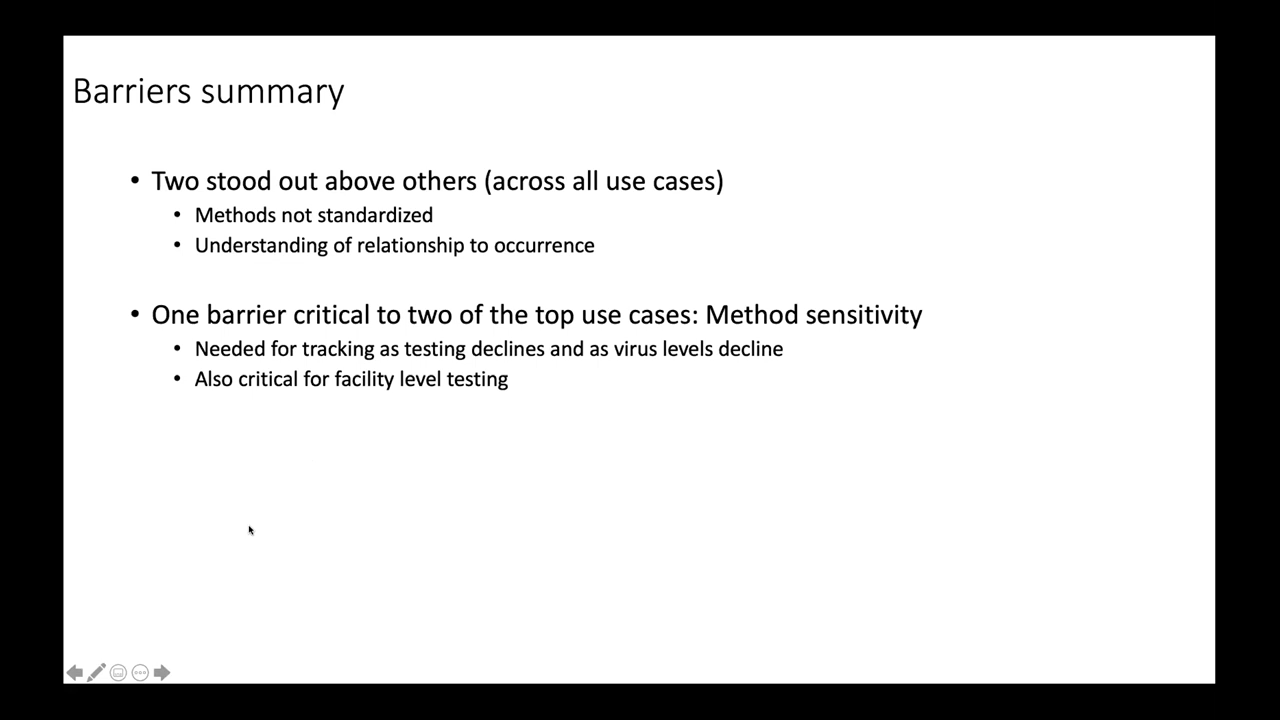 Barriers summary
• Two stood out above others (across all use cases)
• Methods not standardized
• Understanding of relationship to occurrence
• One barrier critical to two of the top use cases: Method sensitivity
• Needed for tracking as testing declines and as virus levels decline
• Also critical for facility level testing